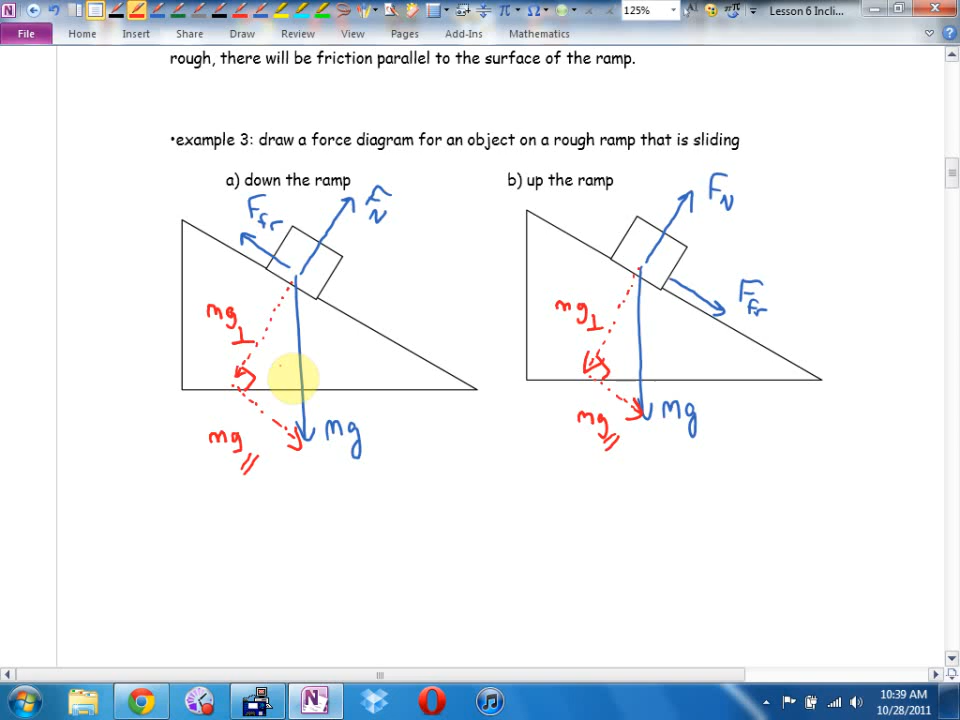 125%
Lesson 6 Incli...
File Home Insert Share Draw Review View Pages Add-Ins Mathematics
rough, there will be friction parallel to the surface of the ramp.
•example 3: draw a force diagram for an object on a rough ramp that is sliding
a) down the ramp
b) up the ramp
Ffr
FN
FN
mg⊥
mg⊥
Ffr
mg
mg
mg//
mg//
10:39 AM
10/28/2011